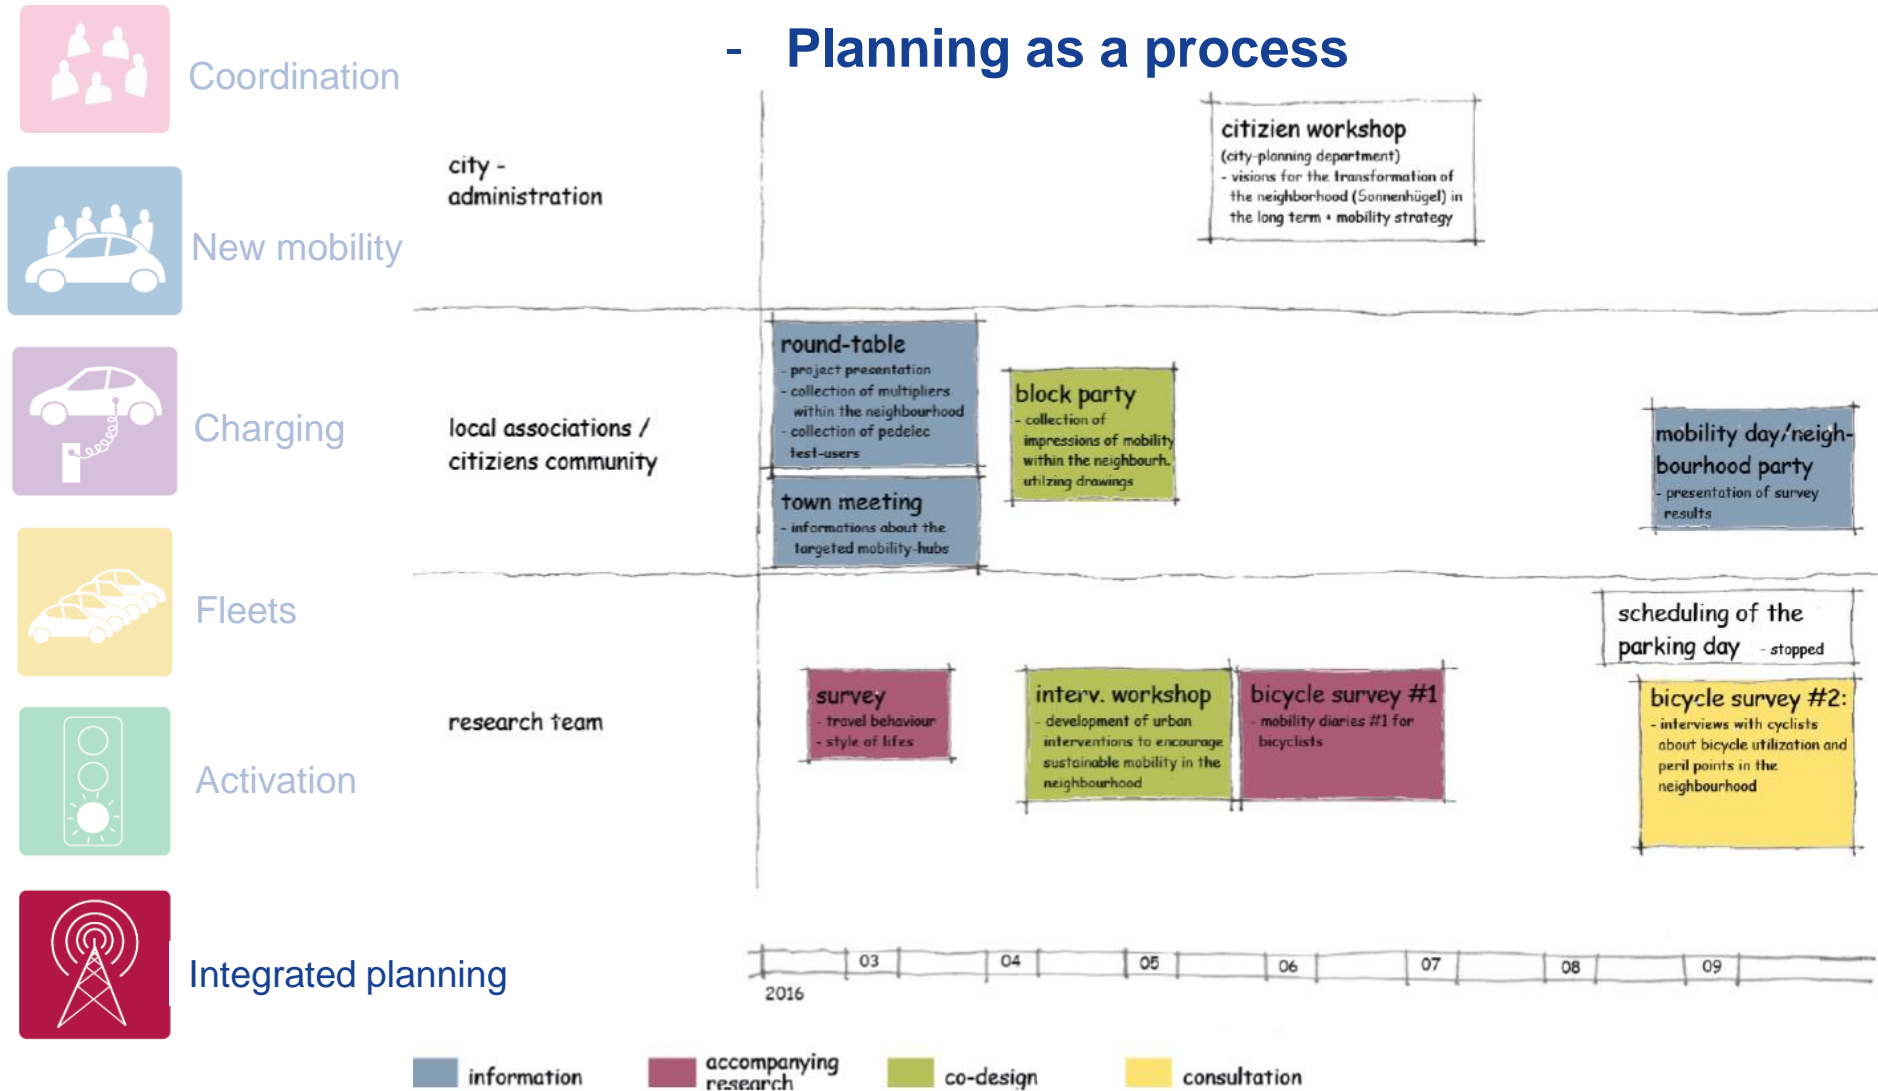 - Planning as a process
Coordination
New mobility
Charging
Fleets
Activation
Integrated planning
city -
administration
citizien workshop
(city-planning department)
- visions for the transformation of
the neighborhood (Sonnenhügel) in
the long term + mobility strategy
local associations /
citiziens community
round-table
- project presentation
- collection of multipliers
within the neighbourhood
- collection of pedelec
test-users
town meeting
- informations about the
targeted mobility-hubs
block party
- collection of
impressions of mobility
within the neighbourh.
utilzing drawings
mobility day/neigh-
bourhood party
- presentation of survey
results
research team
survey
- travel behaviour
- style of lifes
interv. workshop
- development of urban
interventions to encourage
sustainable mobility in the
neighbourhood
bicycle survey #1
- mobility diaries #1 for
bicyclists
scheduling of the
parking day - stopped
bicycle survey #2:
- interviews with cyclists
about bicycle utilization and
peril points in the
neighbourhood
03 04 05 06 07 08 09
2016
information
accompanying
research
co-design
consultation